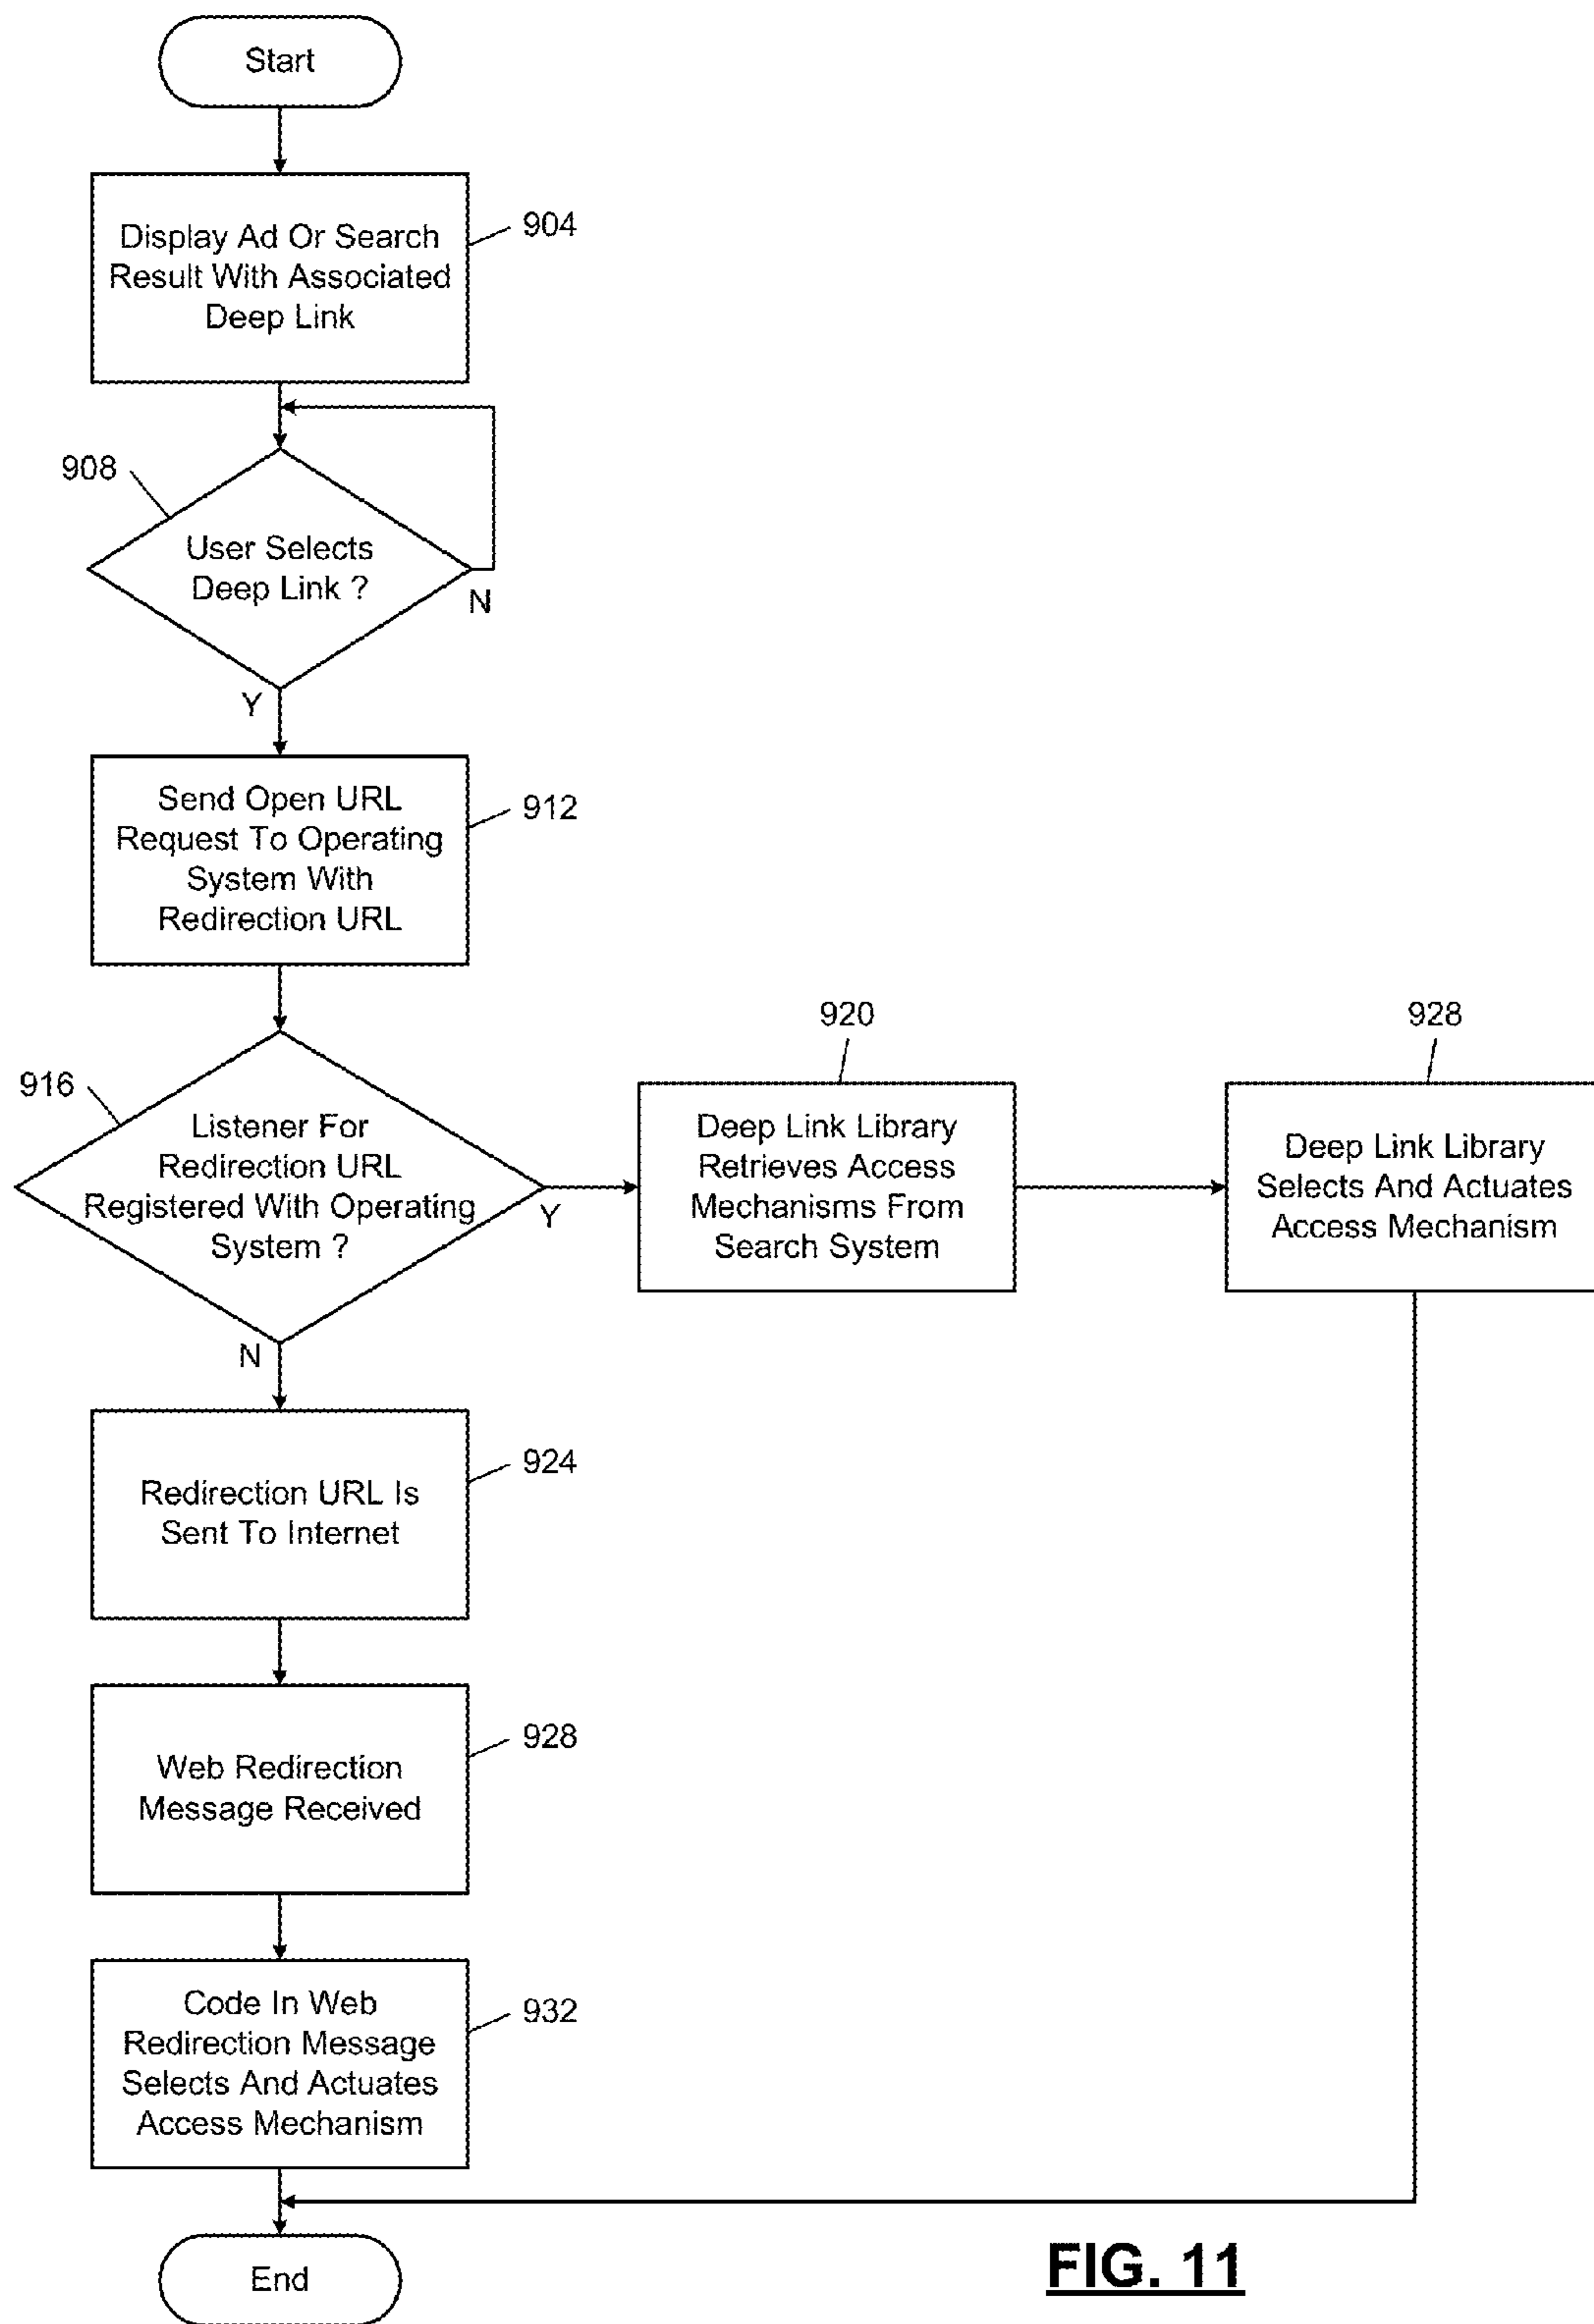 Start
Display Ad Or Search
Result With Associated
Deep Link
904
908
User Selects
Deep Link ?
N
Y
Send Open URL
Request To Operating
System With
Redirection URL
912
916
Listener For
Redirection URL
Registered With Operating
System ?
Y
N
920
Deep Link Library
Retrieves Access
Mechanisms From
Search System
928
Deep Link Library
Selects And Actuates
Access Mechanism
Redirection URL Is
Sent To Internet
924
Web Redirection
Message Received
928
Code In Web
Redirection Message
Selects And Actuates
Access Mechanism
932
End
FIG. 11